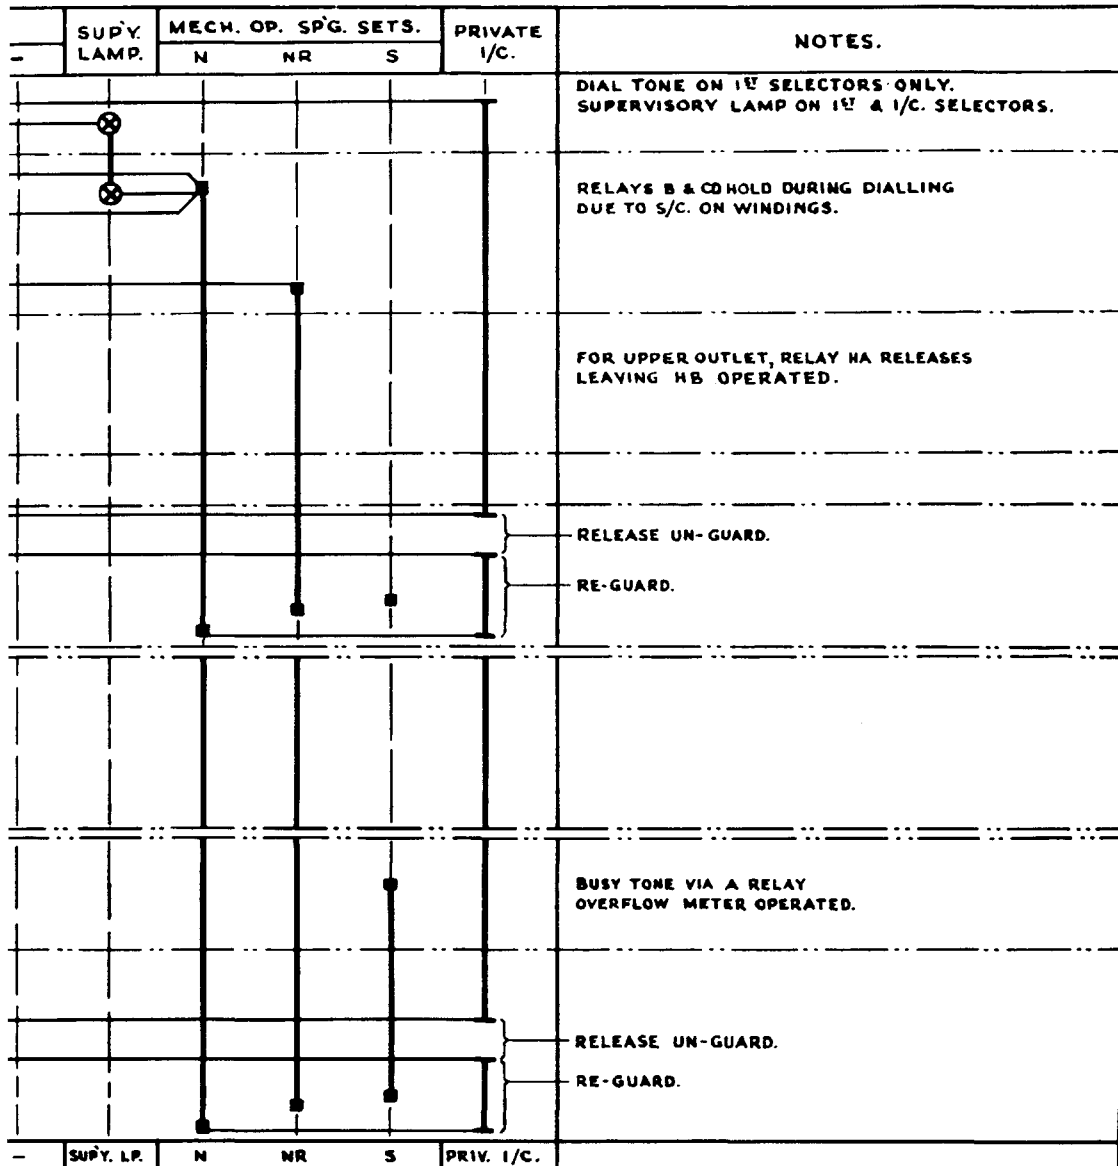 SUP'Y. LAMP.
MECH. OP. SP'G. SETS.
PRIVATE I/C.
NOTES.
–
N
NR
S
DIAL TONE ON 1ST SELECTORS ONLY.
SUPERVISORY LAMP ON 1ST & I/C. SELECTORS.
RELAYS B & CD HOLD DURING DIALLING
DUE TO S/C. ON WINDINGS.
FOR UPPER OUTLET, RELAY HA RELEASES
LEAVING HB OPERATED.
RELEASE UN-GUARD.
RE-GUARD.
BUSY TONE VIA A RELAY
OVERFLOW METER OPERATED.
RELEASE UN-GUARD.
RE-GUARD.
–
SUP'Y. LP.
N
NR
S
PRIV. I/C.